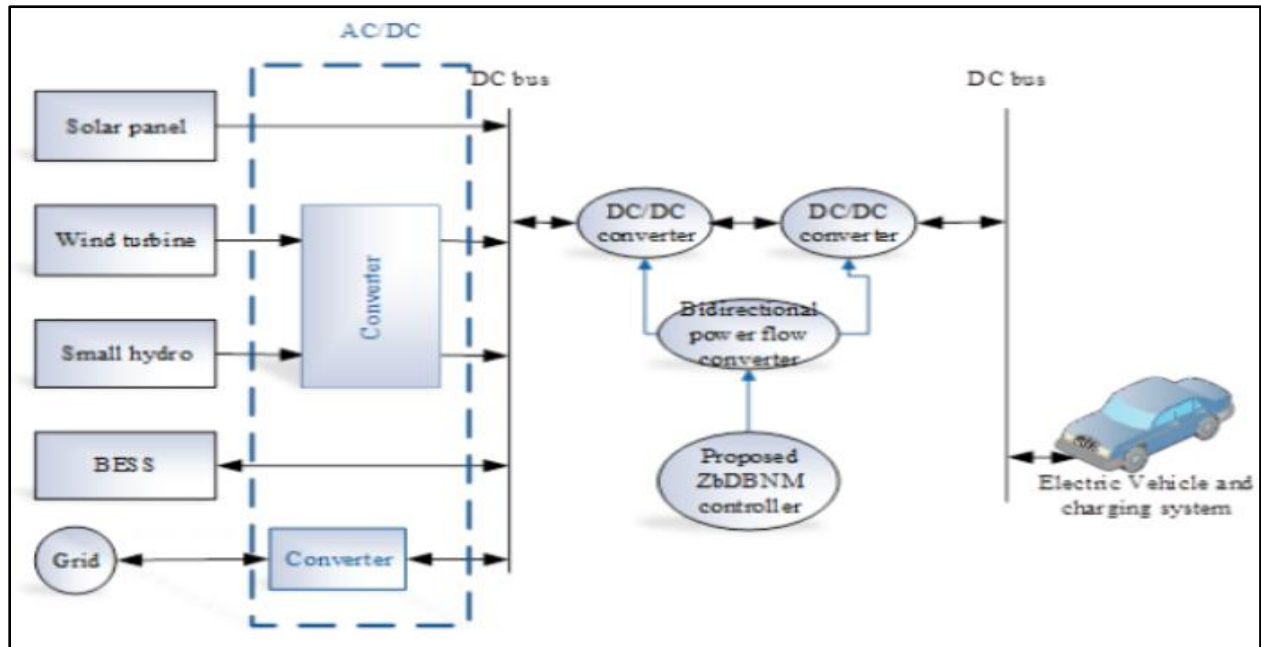 AC/DC
DC bus
DC bus
Solar panel
Wind turbine
Converter
Small hydro
BESS
Grid
Converter
DC/DC
converter
DC/DC
converter
Bidirectional
power flow
converter
Proposed
ZbDBNM
controller
Electric Vehicle and
charging system